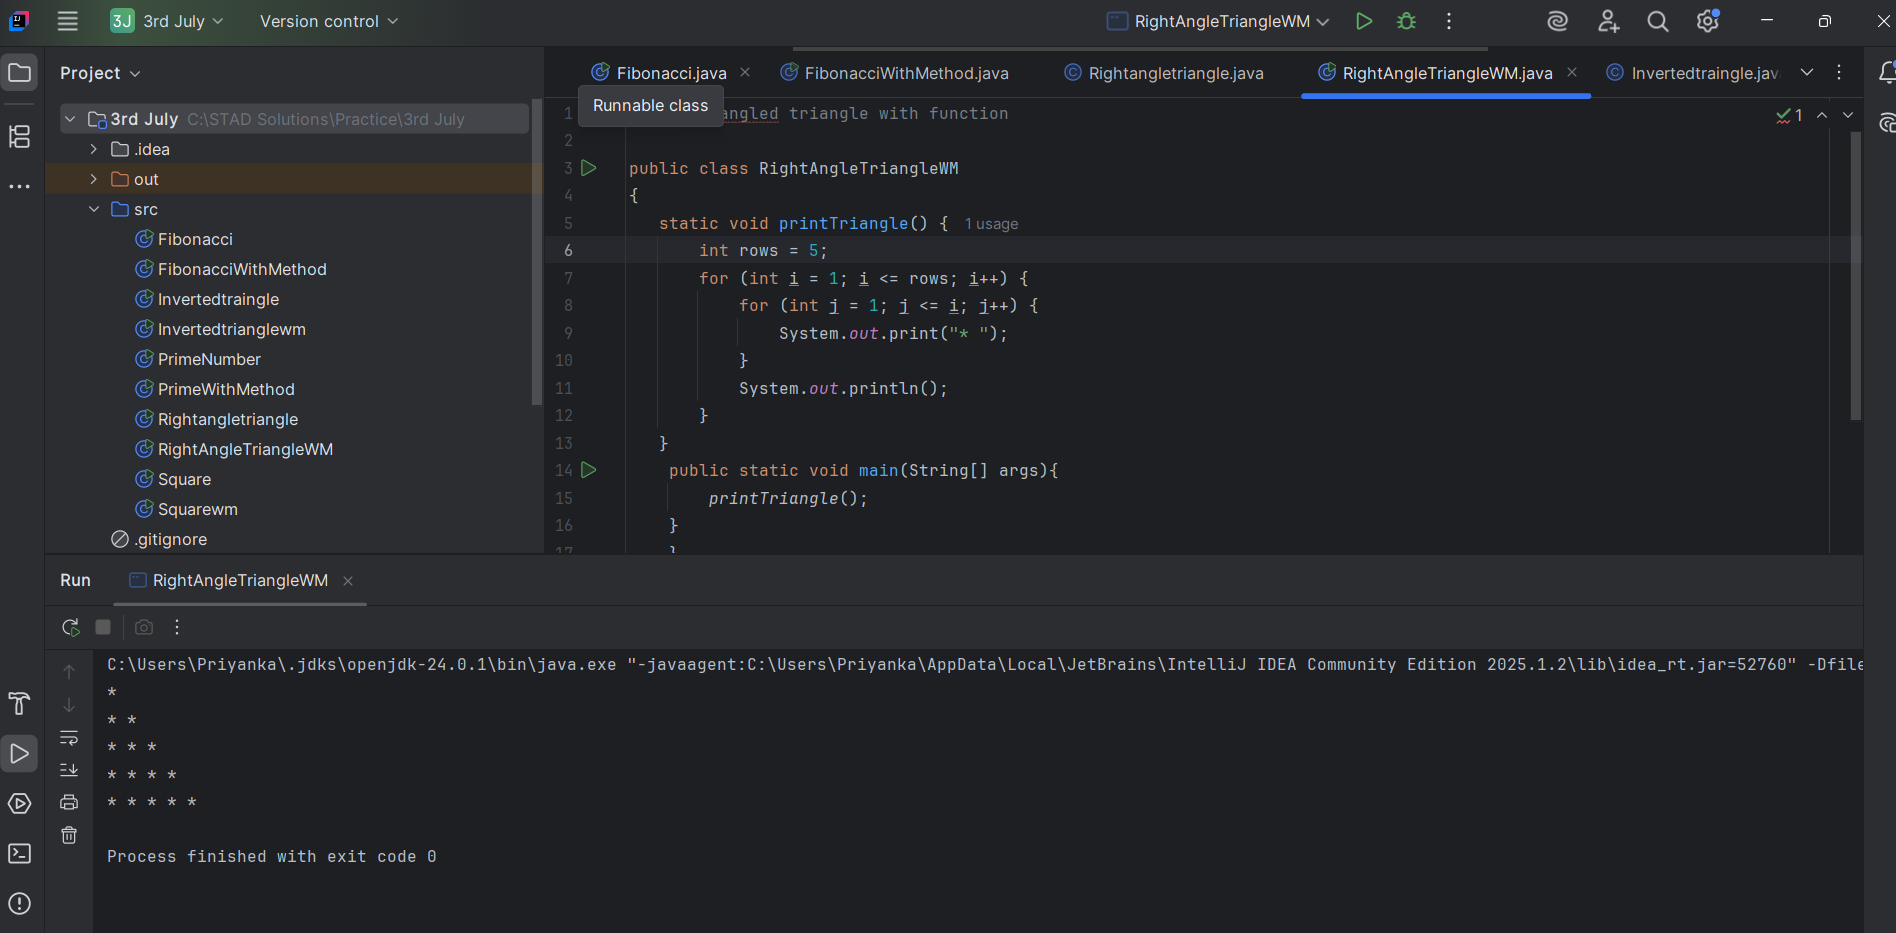 3J 3rd July Version control RightAngleTriangleWM
Project
Fibonacci.java FibonacciWithMethod.java Rightangletriangle.java RightAngleTriangleWM.java Invertedtraingle.jav
Runnable class
3rd July C:\STAD Solutions\Practice\3rd July
.idea
out
src
Fibonacci
FibonacciWithMethod
Invertedtraingle
Invertedtrianglewm
PrimeNumber
PrimeWithMethod
Rightangletriangle
RightAngleTriangleWM
Square
Squarewm
.gitignore
1 angled triangle with function
1
2
3 public class RightAngleTriangleWM
4 {
5 static void printTriangle() { 1 usage
6 int rows = 5;
7 for (int i = 1; i <= rows; i++) {
8 for (int j = 1; j <= i; j++) {
9 System.out.print("* ");
10 }
11 System.out.println();
12 }
13 }
14 public static void main(String[] args){
15 printTriangle();
16 }
17 }
Run RightAngleTriangleWM
C:\Users\Priyanka\.jdks\openjdk-24.0.1\bin\java.exe "-javaagent:C:\Users\Priyanka\AppData\Local\JetBrains\IntelliJ IDEA Community Edition 2025.1.2\lib\idea_rt.jar=52760" -Dfile
*
* *
* * *
* * * *
* * * * *
Process finished with exit code 0